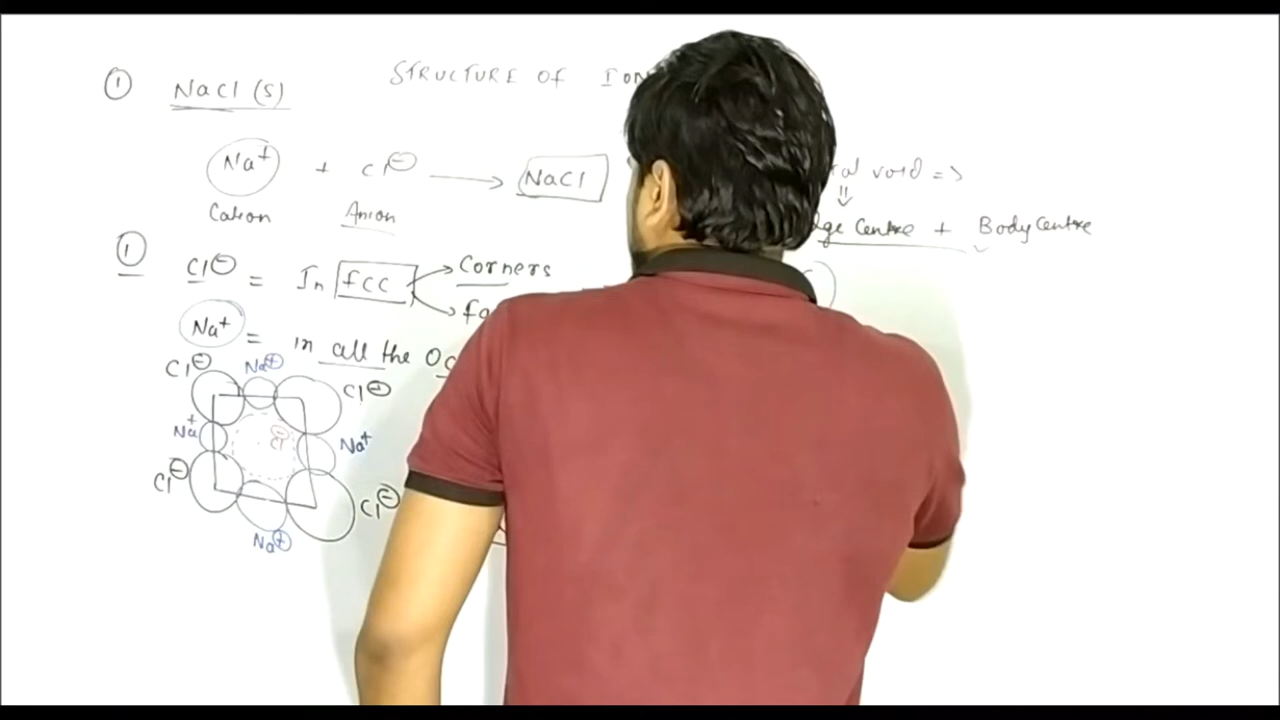 STRUCTURE OF
① NaCl (s)
Na⁺ + Cl⊖ → NaCl
void =>
Cation Anion
Centre + Body Centre
① Cl⊖ = In fcc Corners
Na⁺ = in all the
Cl⊖ Na⊕ Cl⊖
Na⁺ Cl⊖ Na⁺
Cl⊖ Cl⊖
Na⊕